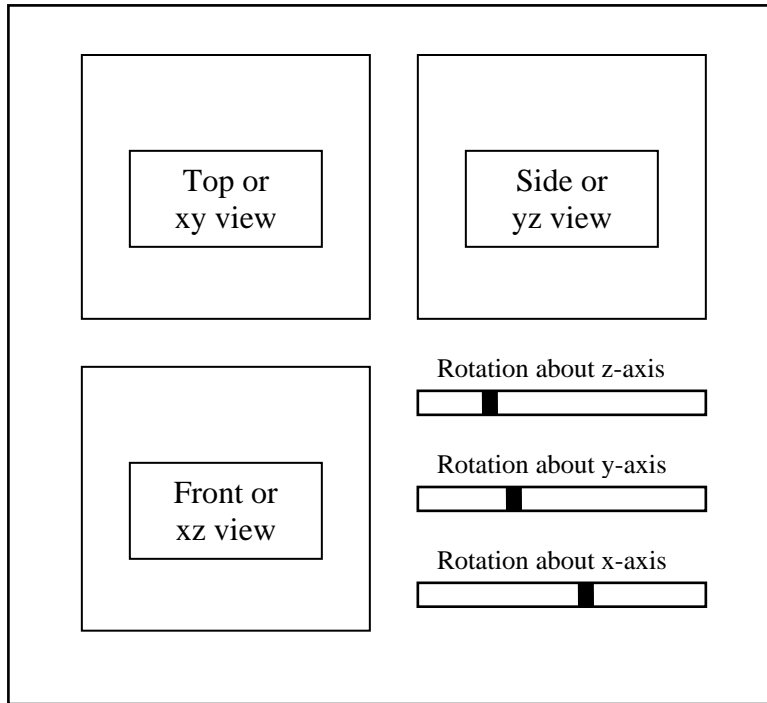 Top or
xy view
Side or
yz view
Rotation about z-axis
Rotation about y-axis
Rotation about x-axis
Front or
xz view